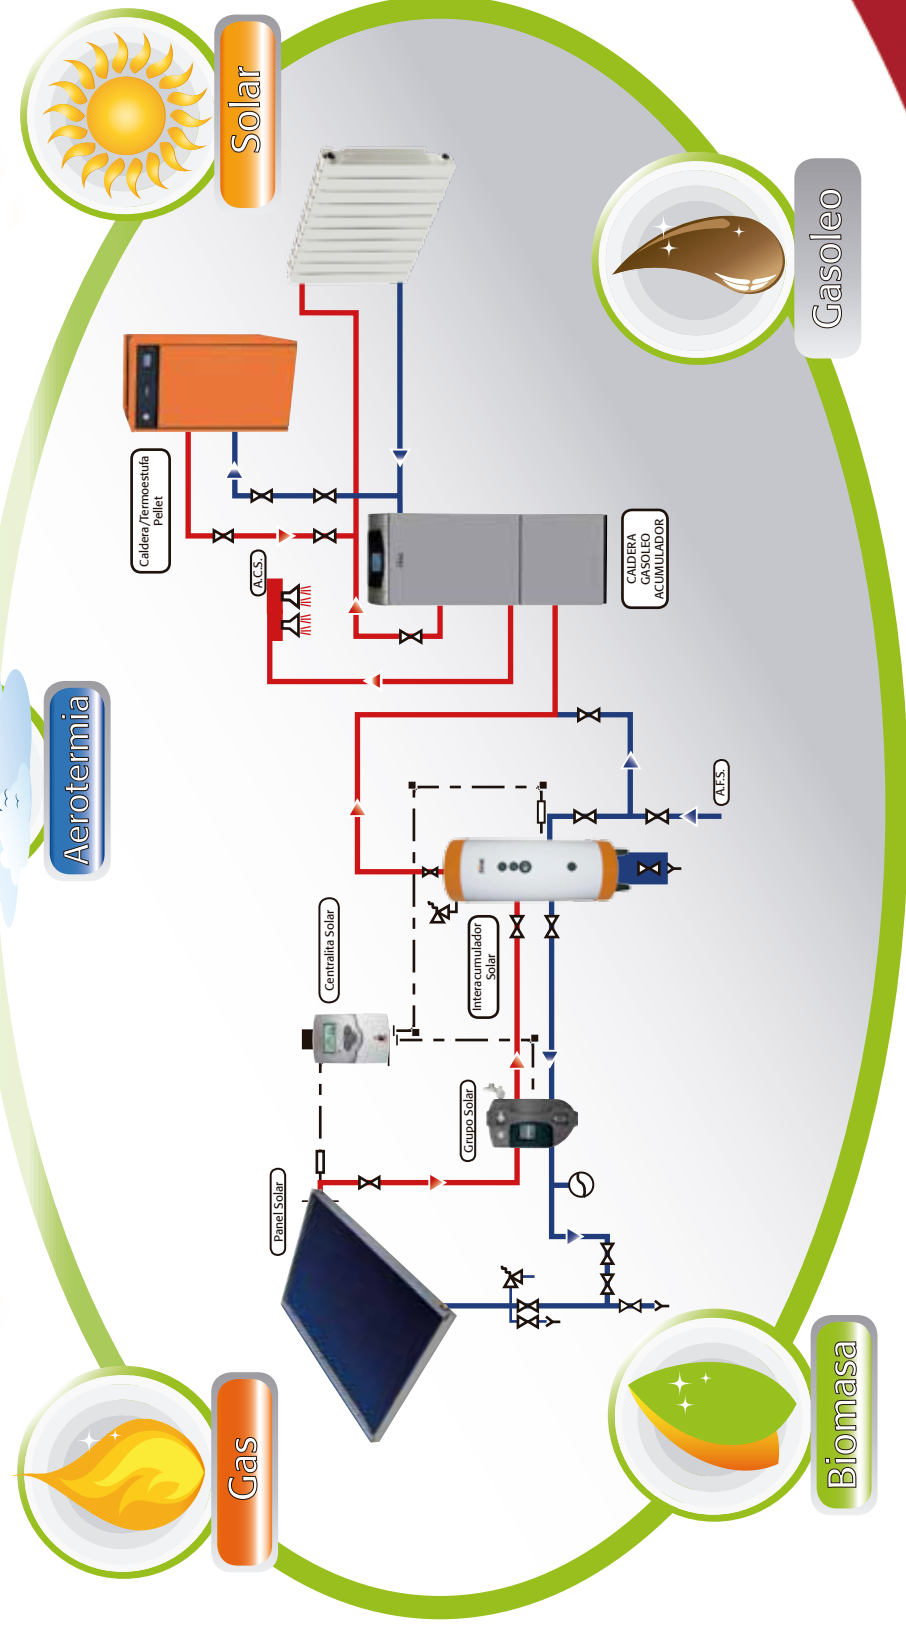 Gas
Aerotermia
Solar
Panel Solar
Centralita Solar
A.C.S.
Caldera/Termoestufa
Pellet
Grupo Solar
Interacumulador
Solar
CALDERA
GASOLEO
ACUMULADOR
A.F.S.
Biomasa
Gasoleo